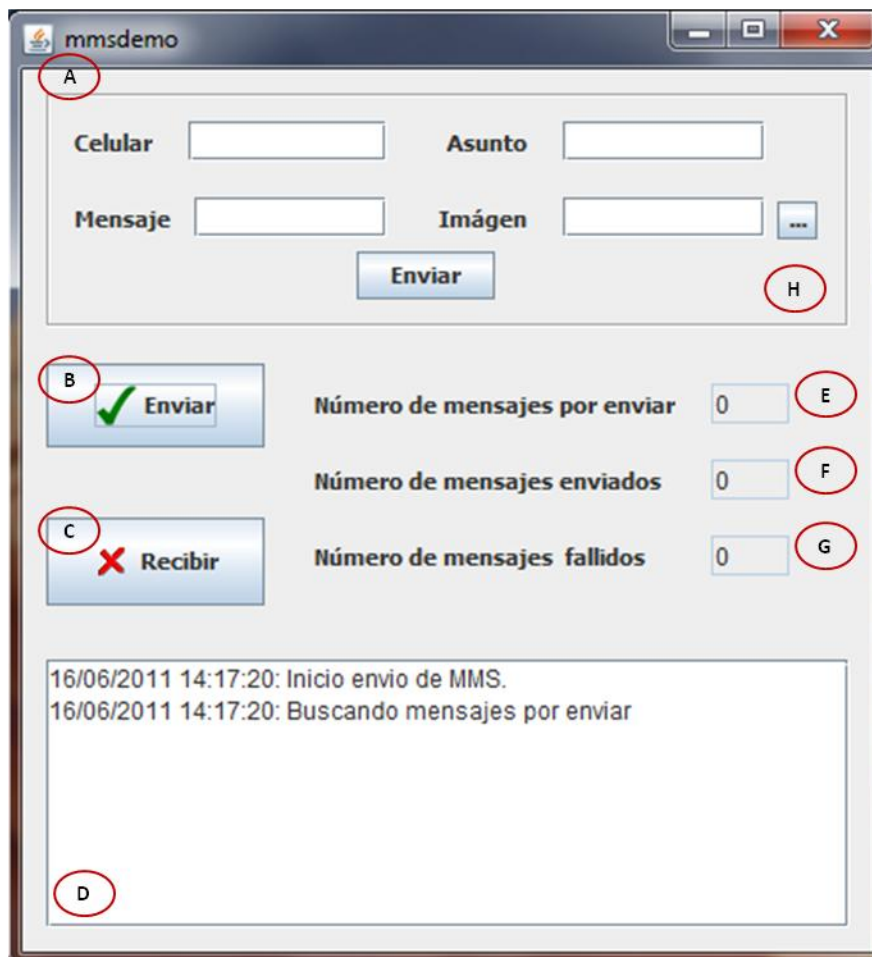 mmsdemo
A
Celular Asunto
Mensaje Imágen ...
Enviar
H
B Enviar Número de mensajes por enviar 0 E
Número de mensajes enviados 0 F
C Recibir Número de mensajes fallidos 0 G
16/06/2011 14:17:20: Inicio envio de MMS.
16/06/2011 14:17:20: Buscando mensajes por enviar
D